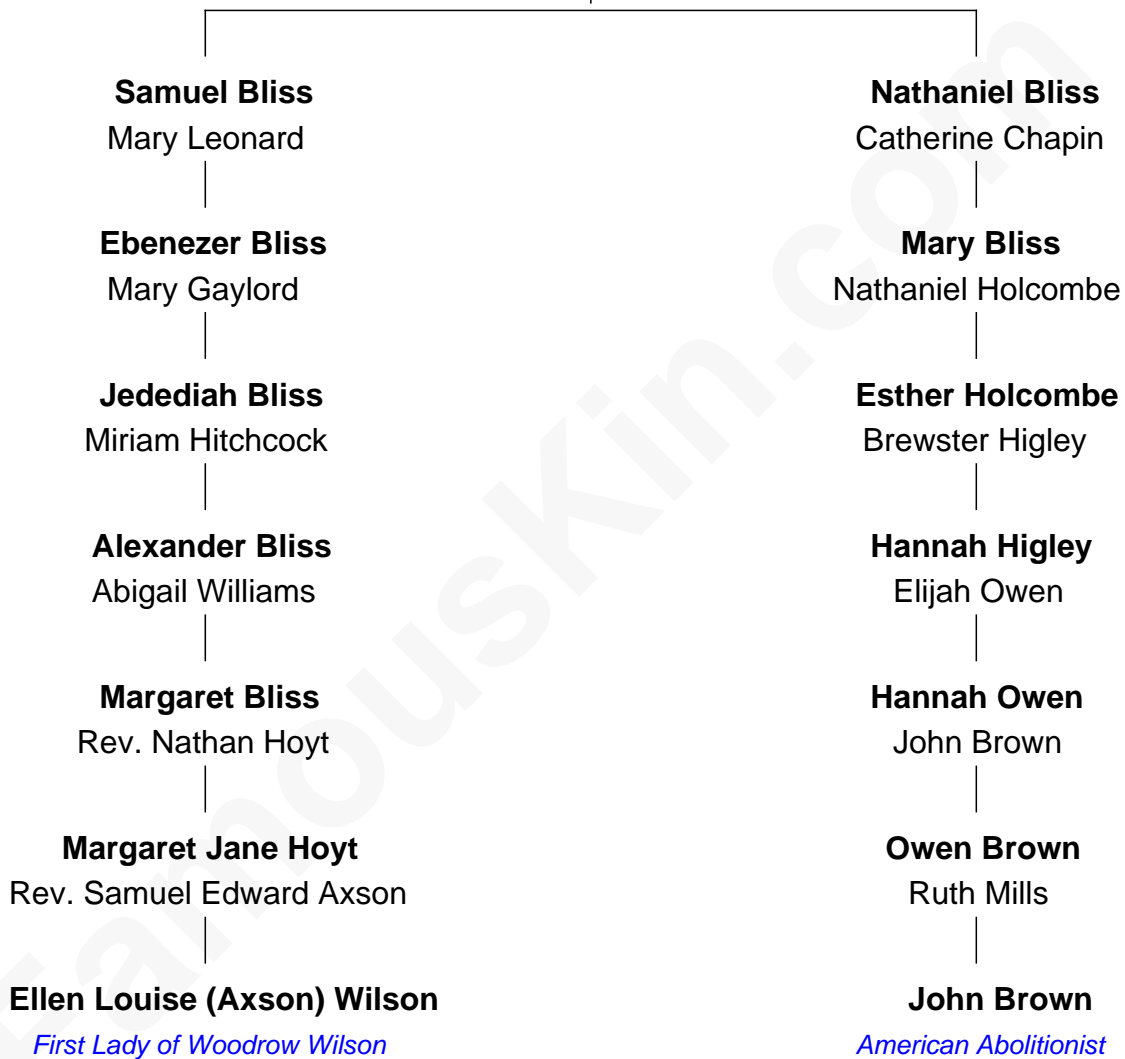 Samuel Bliss
Mary Leonard
Nathaniel Bliss
Catherine Chapin
Ebenezer Bliss
Mary Gaylord
Mary Bliss
Nathaniel Holcombe
Jedediah Bliss
Miriam Hitchcock
Esther Holcombe
Brewster Higley
Alexander Bliss
Abigail Williams
Hannah Higley
Elijah Owen
Margaret Bliss
Rev. Nathan Hoyt
Hannah Owen
John Brown
Margaret Jane Hoyt
Rev. Samuel Edward Axson
Owen Brown
Ruth Mills
Ellen Louise (Axson) Wilson
First Lady of Woodrow Wilson
John Brown
American Abolitionist
FamousKin.com